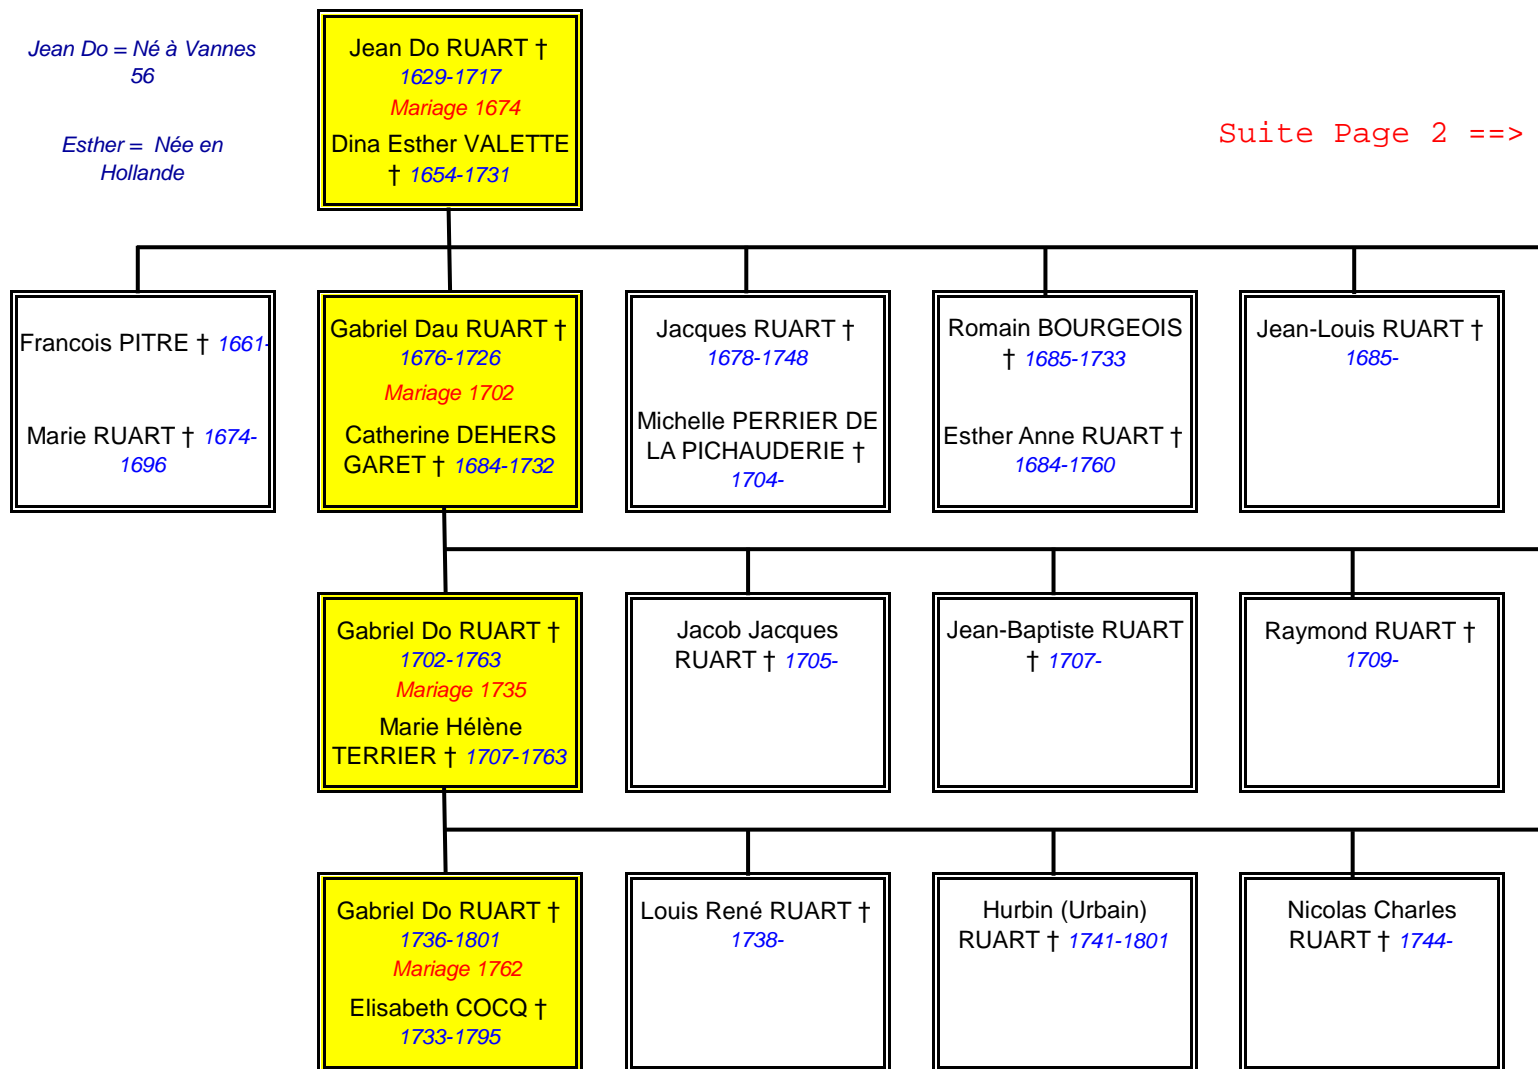 Jean Do = Né à Vannes
56
Esther = Née en
Hollande
Jean Do RUART †
1629-1717
Mariage 1674
Dina Esther VALETTE
† 1654-1731
Suite Page 2 ==>
Francois PITRE † 1661-
Marie RUART † 1674-
1696
Gabriel Dau RUART †
1676-1726
Mariage 1702
Catherine DEHERS
GARET † 1684-1732
Jacques RUART †
1678-1748
Michelle PERRIER DE
LA PICHAUDERIE †
1704-
Romain BOURGEOIS
† 1685-1733
Esther Anne RUART †
1684-1760
Jean-Louis RUART †
1685-
Gabriel Do RUART †
1702-1763
Mariage 1735
Marie Hélène
TERRIER † 1707-1763
Jacob Jacques
RUART † 1705-
Jean-Baptiste RUART
† 1707-
Raymond RUART †
1709-
Gabriel Do RUART †
1736-1801
Mariage 1762
Elisabeth COCQ †
1733-1795
Louis René RUART †
1738-
Hurbin (Urbain)
RUART † 1741-1801
Nicolas Charles
RUART † 1744-